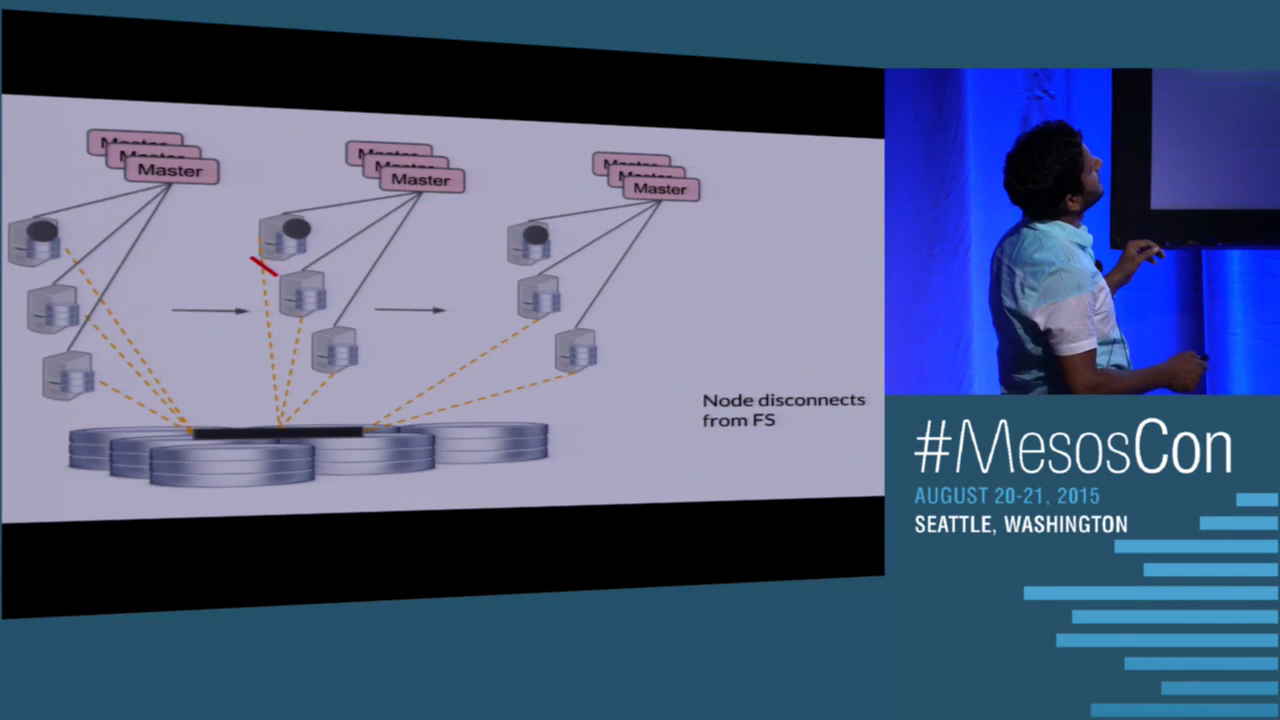 Master
Master
Master
Master
Master
Master
Master
Master
Master
Node disconnects
from FS
#MesosCon
AUGUST 20-21, 2015
SEATTLE, WASHINGTON